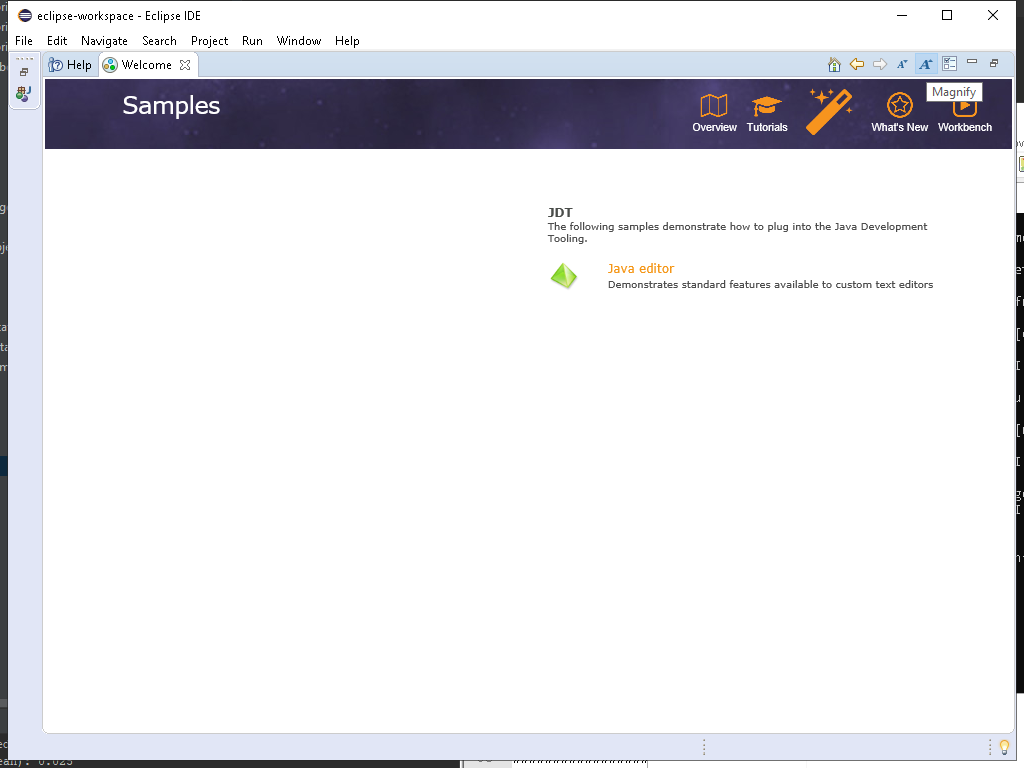 eclipse-workspace - Eclipse IDE
File Edit Navigate Search Project Run Window Help
Help Welcome
Magnify
Samples
Overview Tutorials What's New Workbench
JDT
The following samples demonstrate how to plug into the Java Development
Tooling.
Java editor
Demonstrates standard features available to custom text editors